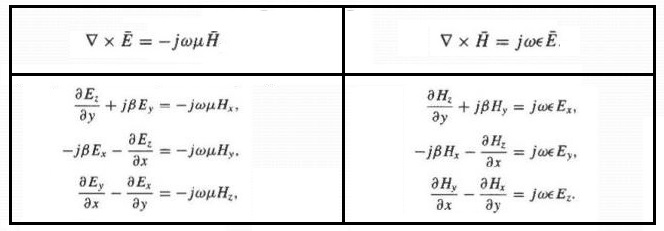 ∇ × Ē = −jωμH̄
∇ × H̄ = jωϵĒ.
∂E_z/∂y + jβE_y = −jωμH_x,
−jβE_x − ∂E_z/∂x = −jωμH_y,
∂E_y/∂x − ∂E_x/∂y = −jωμH_z,
∂H_z/∂y + jβH_y = jωϵE_x,
−jβH_x − ∂H_z/∂x = jωϵE_y,
∂H_y/∂x − ∂H_x/∂y = jωϵE_z.